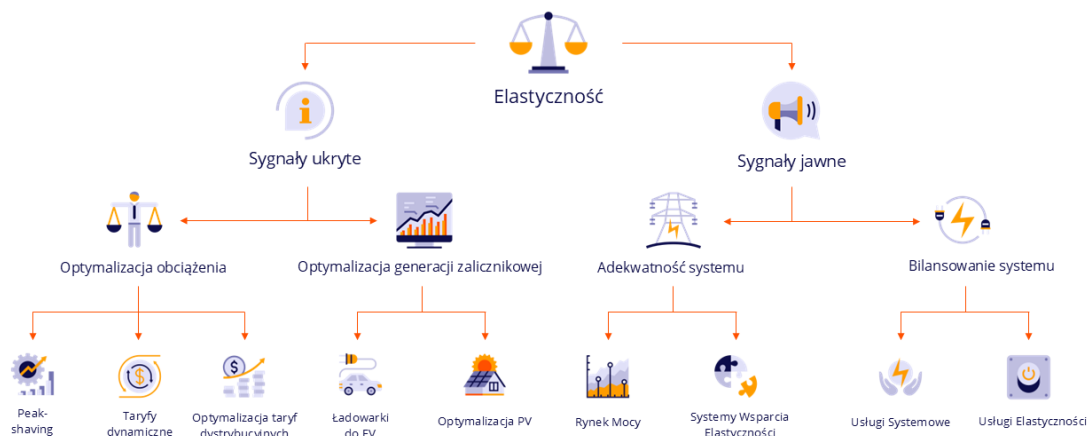 Elastyczność
Sygnały ukryte
Sygnały jawne
Optymalizacja obciążenia
Optymalizacja generacji zalicznikowej
Adekwatność systemu
Bilansowanie systemu
Peak-
shaving
Taryfy
dynamiczne
Optymalizacja taryf
dystrybucyjnych
Ładowarki
do EV
Optymalizacja PV
Rynek Mocy
Systemy Wsparcia
Elastyczności
Usługi Systemowe
Usługi Elastyczności